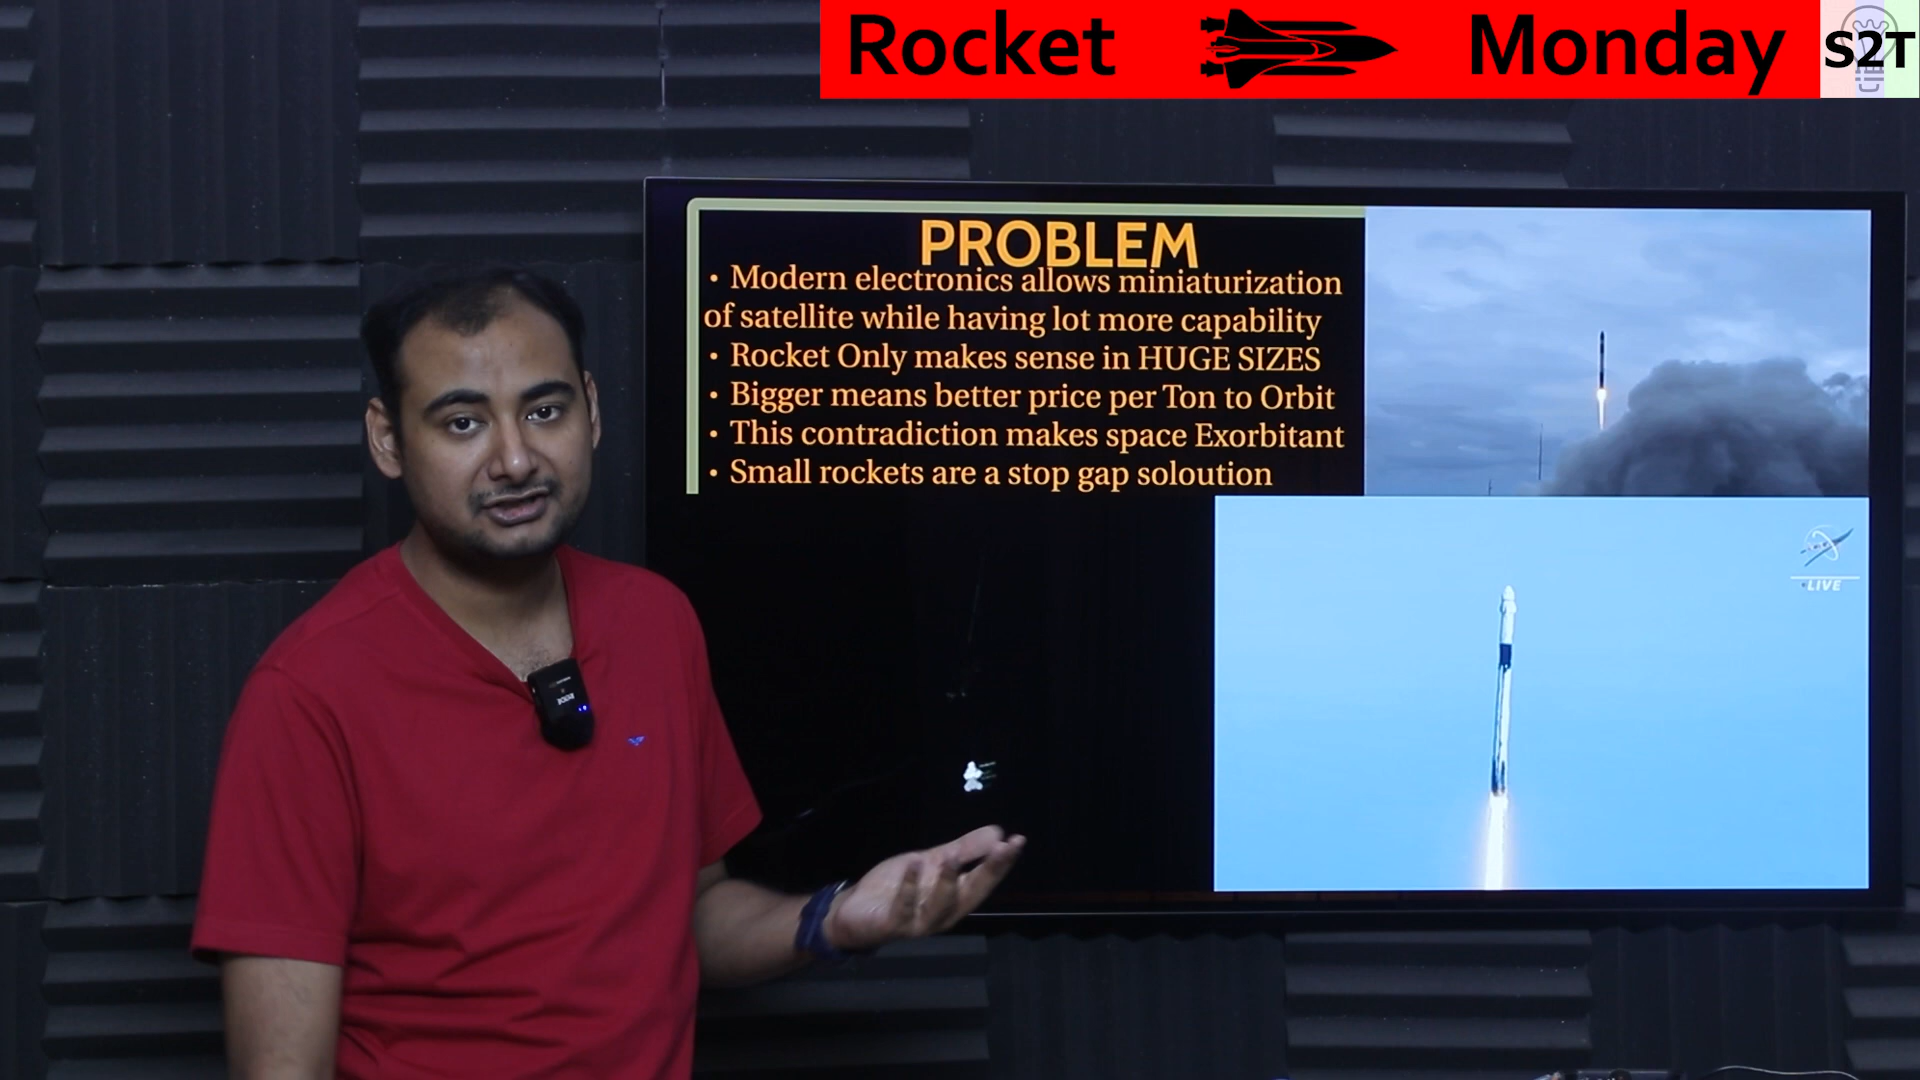 Rocket Monday S2T
PROBLEM
• Modern electronics allows miniaturization
of satellite while having lot more capability
• Rocket Only makes sense in HUGE SIZES
• Bigger means better price per Ton to Orbit
• This contradiction makes space Exorbitant
• Small rockets are a stop gap soloution
LIVE
RODE